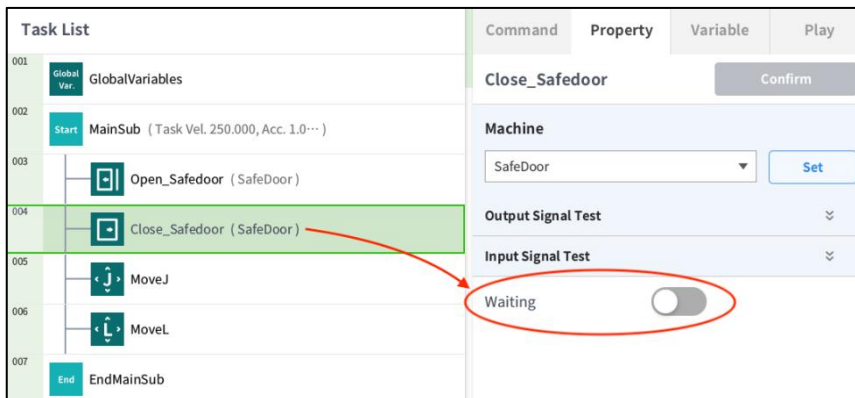 Task List
001
Global Var.
GlobalVariables
002
Start
MainSub ( Task Vel. 250.000, Acc. 1.0··· )
003
Open_Safedoor ( SafeDoor )
004
Close_Safedoor ( SafeDoor )
005
J
MoveJ
006
L
MoveL
007
End
EndMainSub
Command Property Variable Play
Close_Safedoor Confirm
Machine
SafeDoor Set
Output Signal Test
Input Signal Test
Waiting